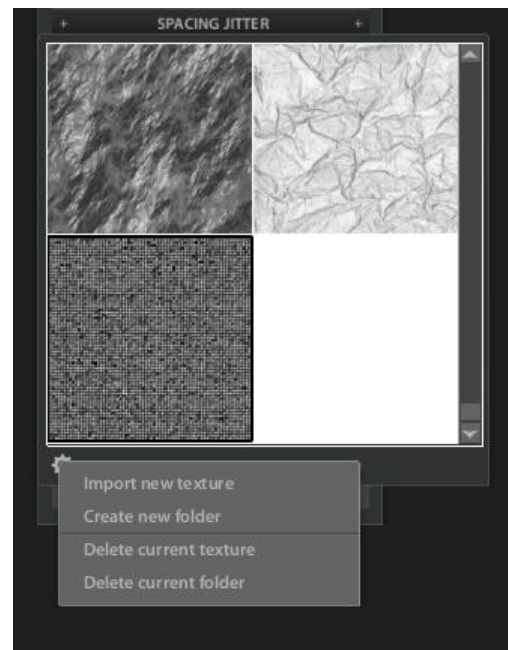 + SPACING JITTER +
Import new texture
Create new folder
Delete current texture
Delete current folder